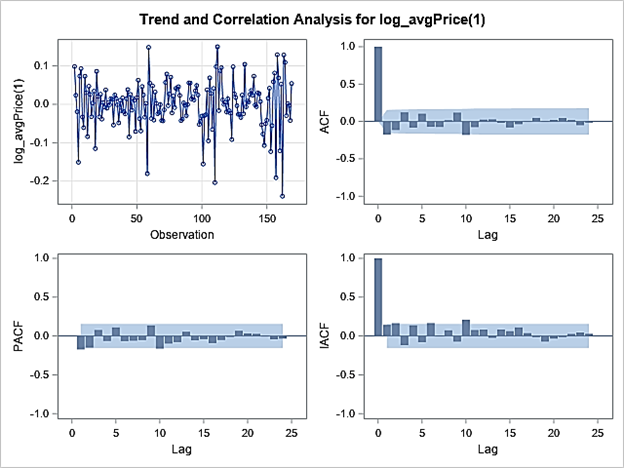 Trend and Correlation Analysis for log_avgPrice(1)
log_avgPrice(1)
0.1
0.0
-0.1
-0.2
0 50 100 150
Observation
ACF
1.0
0.5
0.0
-0.5
-1.0
0 5 10 15 20 25
Lag
PACF
1.0
0.5
0.0
-0.5
-1.0
0 5 10 15 20 25
Lag
IACF
1.0
0.5
0.0
-0.5
-1.0
0 5 10 15 20 25
Lag